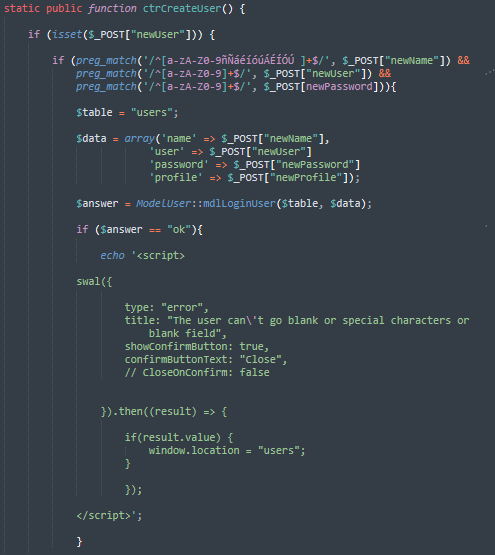 static public function ctrCreateUser() {
if (isset($_POST["newUser"])) {
if (preg_match('/^[a-zA-Z0-9ñÑáéíóúÁÉÍÓÚ ]+$/', $_POST["newName"]) &&
preg_match('/^[a-zA-Z0-9]+$/', $_POST["newUser"]) &&
preg_match('/^[a-zA-Z0-9]+$/', $_POST[newPassword])){
$table = "users";
$data = array('name' => $_POST["newName"],
'user' => $_POST["newUser"]
'password' => $_POST["newPassword"]
'profile' => $_POST["newProfile"]);
$answer = ModelUser::mdlLoginUser($table, $data);
if ($answer == "ok"){
echo '<script>
swal({
type: "error",
title: "The user can\'t go blank or special characters or
blank field",
showConfirmButton: true,
confirmButtonText: "Close",
// CloseOnConfirm: false
}).then((result) => {
if(result.value) {
window.location = "users";
}
});
</script>';
}